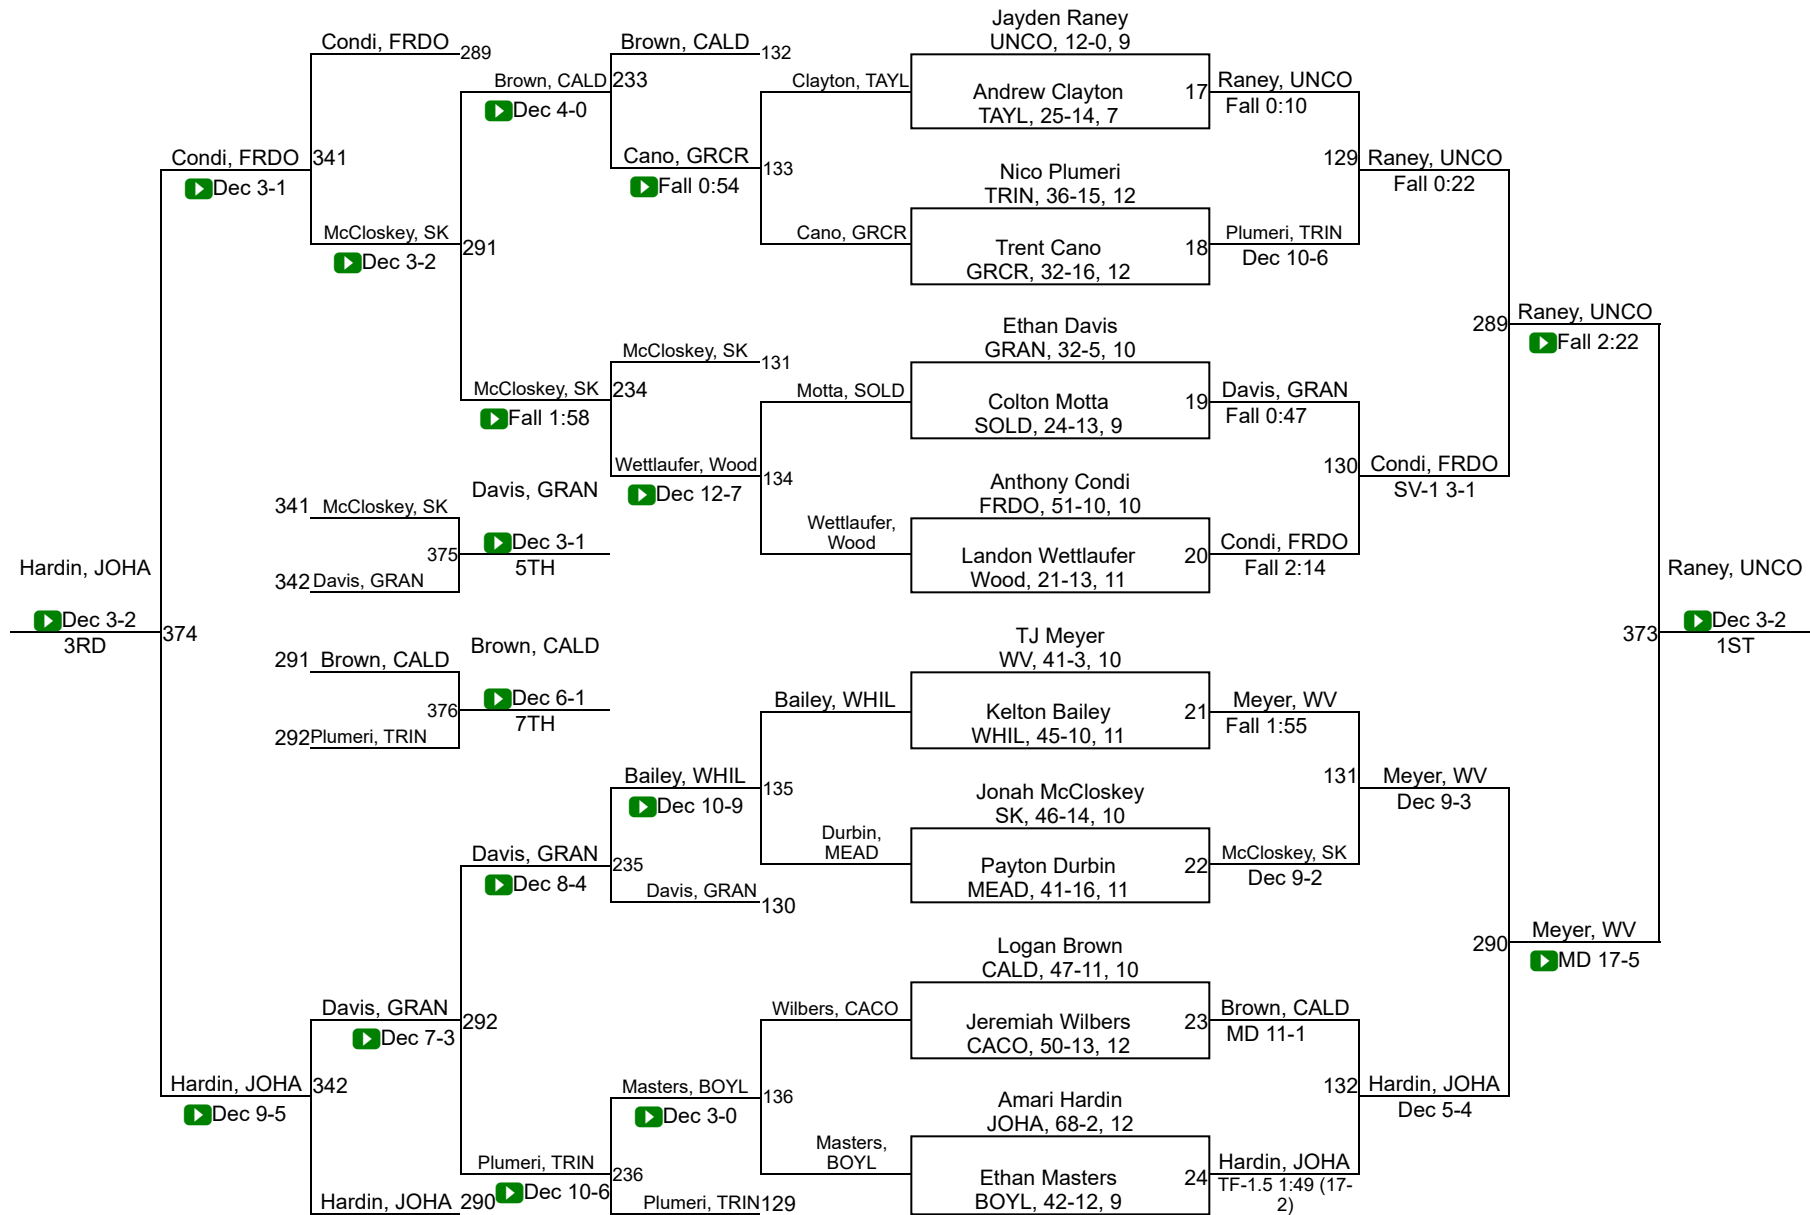 Jayden Raney
UNCO, 12-0, 9
Condi, FRDO
289
Brown, CALD
132
Brown, CALD
233
Dec 4-0
Clayton, TAYL
Andrew Clayton
TAYL, 25-14, 7
17
Raney, UNCO
Fall 0:10
Condi, FRDO
341
Dec 3-1
Cano, GRCR
133
Fall 0:54
Nico Plumeri
TRIN, 36-15, 12
129
Raney, UNCO
Fall 0:22
McCloskey, SK
291
Dec 3-2
Cano, GRCR
Trent Cano
GRCR, 32-16, 12
18
Plumeri, TRIN
Dec 10-6
Ethan Davis
GRAN, 32-5, 10
289
Raney, UNCO
Fall 2:22
McCloskey, SK
131
McCloskey, SK
234
Fall 1:58
Motta, SOLD
Colton Motta
SOLD, 24-13, 9
19
Davis, GRAN
Fall 0:47
Wettlaufer, Wood
134
Dec 12-7
Anthony Condi
FRDO, 51-10, 10
130
Condi, FRDO
SV-1 3-1
341
McCloskey, SK
Davis, GRAN
375
Dec 3-1
5TH
342
Davis, GRAN
Wettlaufer,
Wood
Landon Wettlaufer
Wood, 21-13, 11
20
Condi, FRDO
Fall 2:14
Hardin, JOHA
Dec 3-2
3RD
374
Raney, UNCO
373
Dec 3-2
1ST
291
Brown, CALD
Brown, CALD
376
Dec 6-1
7TH
292
Plumeri, TRIN
TJ Meyer
WV, 41-3, 10
Bailey, WHIL
Kelton Bailey
WHIL, 45-10, 11
21
Meyer, WV
Fall 1:55
Bailey, WHIL
135
Dec 10-9
Jonah McCloskey
SK, 46-14, 10
131
Meyer, WV
Dec 9-3
Davis, GRAN
235
Dec 8-4
Durbin,
MEAD
Payton Durbin
MEAD, 41-16, 11
22
McCloskey, SK
Dec 9-2
Davis, GRAN
130
Logan Brown
CALD, 47-11, 10
290
Meyer, WV
MD 17-5
Davis, GRAN
292
Dec 7-3
Wilbers, CACO
Jeremiah Wilbers
CACO, 50-13, 12
23
Brown, CALD
MD 11-1
Hardin, JOHA
342
Dec 9-5
Masters, BOYL
136
Dec 3-0
Amari Hardin
JOHA, 68-2, 12
132
Hardin, JOHA
Dec 5-4
Plumeri, TRIN
236
Dec 10-6
Masters,
BOYL
Ethan Masters
BOYL, 42-12, 9
24
Hardin, JOHA
TF-1.5 1:49 (17-
2)
Hardin, JOHA
290
Plumeri, TRIN
129